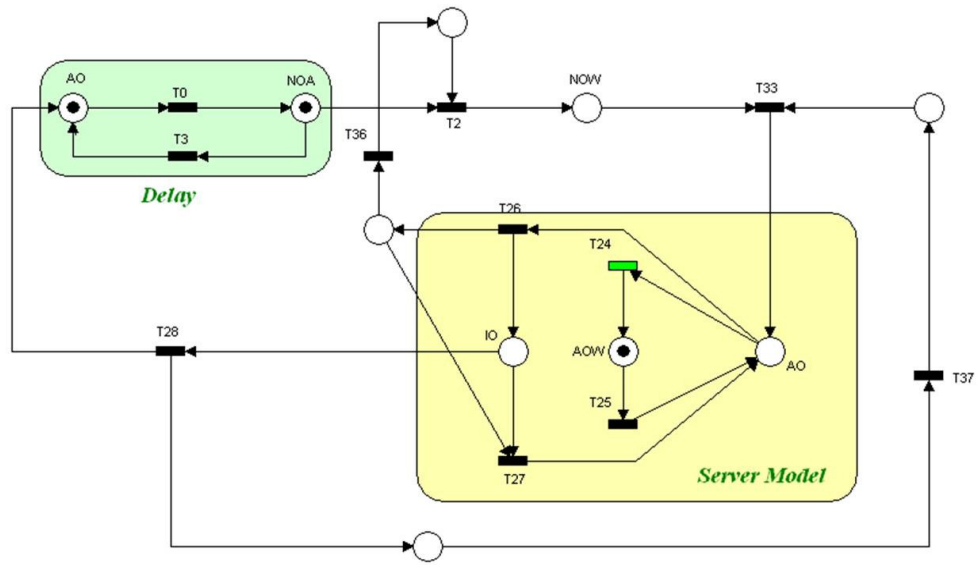 AO
T0
NOA
T3
Delay
T36
T2
NOW
T33
T26
T24
T28
IO
AOW
AO
T25
T37
T27
Server Model